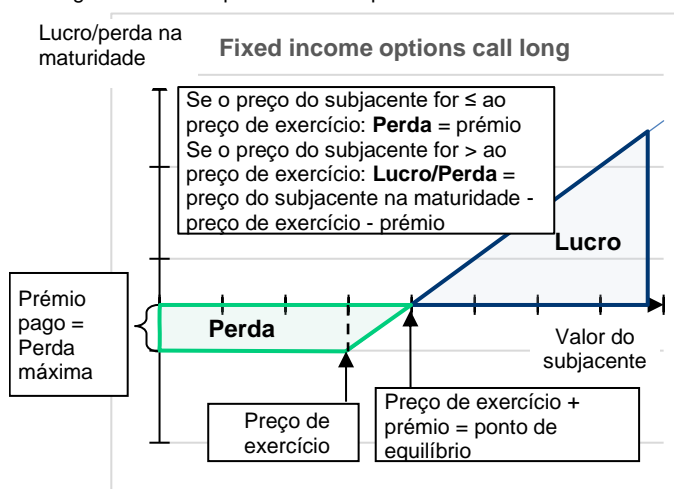 Lucro/perda na
maturidade
Fixed income options call long
Se o preço do subjacente for ≤ ao
preço de exercício: Perda = prémio
Se o preço do subjacente for > ao
preço de exercício: Lucro/Perda =
preço do subjacente na maturidade -
preço de exercício - prémio
Lucro
Prémio
pago =
Perda
máxima
Perda
Valor do
subjacente
Preço de
exercício
Preço de exercício +
prémio = ponto de
equilíbrio